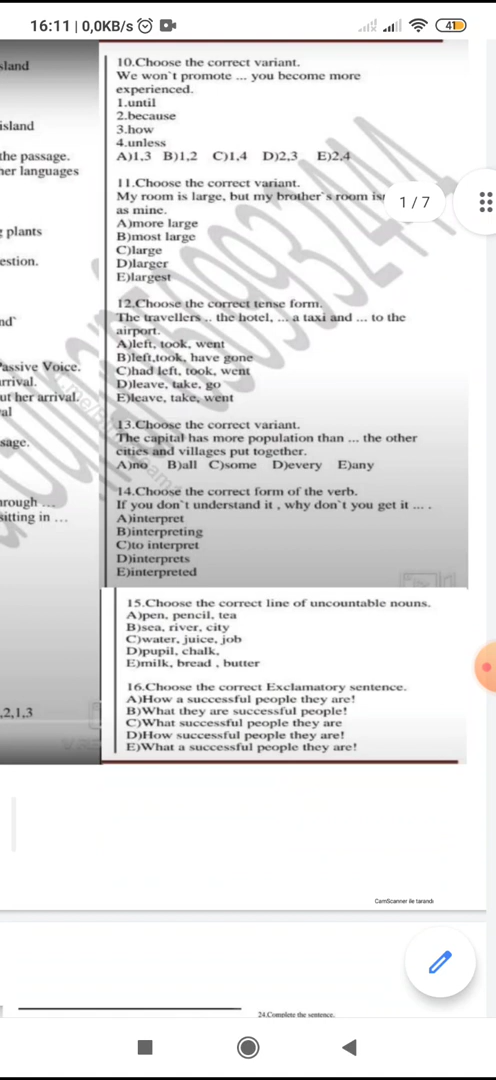 16:11 | 0,0KB/s
41
sland
island
the passage.
her languages
g plants
estion.
nd`
Passive Voice.
rrival.
ut her arrival.
al
sage.
hrough ...
sitting in ...
,2,1,3
10.Choose the correct variant.
We won`t promote ... you become more
experienced.
1.until
2.because
3.how
4.unless
A)1,3 B)1,2 C)1,4 D)2,3 E)2,4
11.Choose the correct variant.
My room is large, but my brother`s room is
as mine.
A)more large
B)most large
C)large
D)larger
E)largest
1 / 7
12.Choose the correct tense form.
The travellers .. the hotel, ... a taxi and ... to the
airport.
A)left, took, went
B)left,took, have gone
C)had left, took, went
D)leave, take, go
E)leave, take, went
13.Choose the correct variant.
The capital has more population than ... the other
cities and villages put together.
A)no B)all C)some D)every E)any
14.Choose the correct form of the verb.
If you don`t understand it , why don`t you get it ... .
A)interpret
B)interpreting
C)to interpret
D)interprets
E)interpreted
15.Choose the correct line of uncountable nouns.
A)pen, pencil, tea
B)sea, river, city
C)water, juice, job
D)pupil, chalk,
E)milk, bread , butter
16.Choose the correct Exclamatory sentence.
A)How a successful people they are!
B)What they are successful people!
C)What successful people they are
D)How successful people they are!
E)What a successful people they are!
CamScanner ile tarandı
24.Complete the sentence.